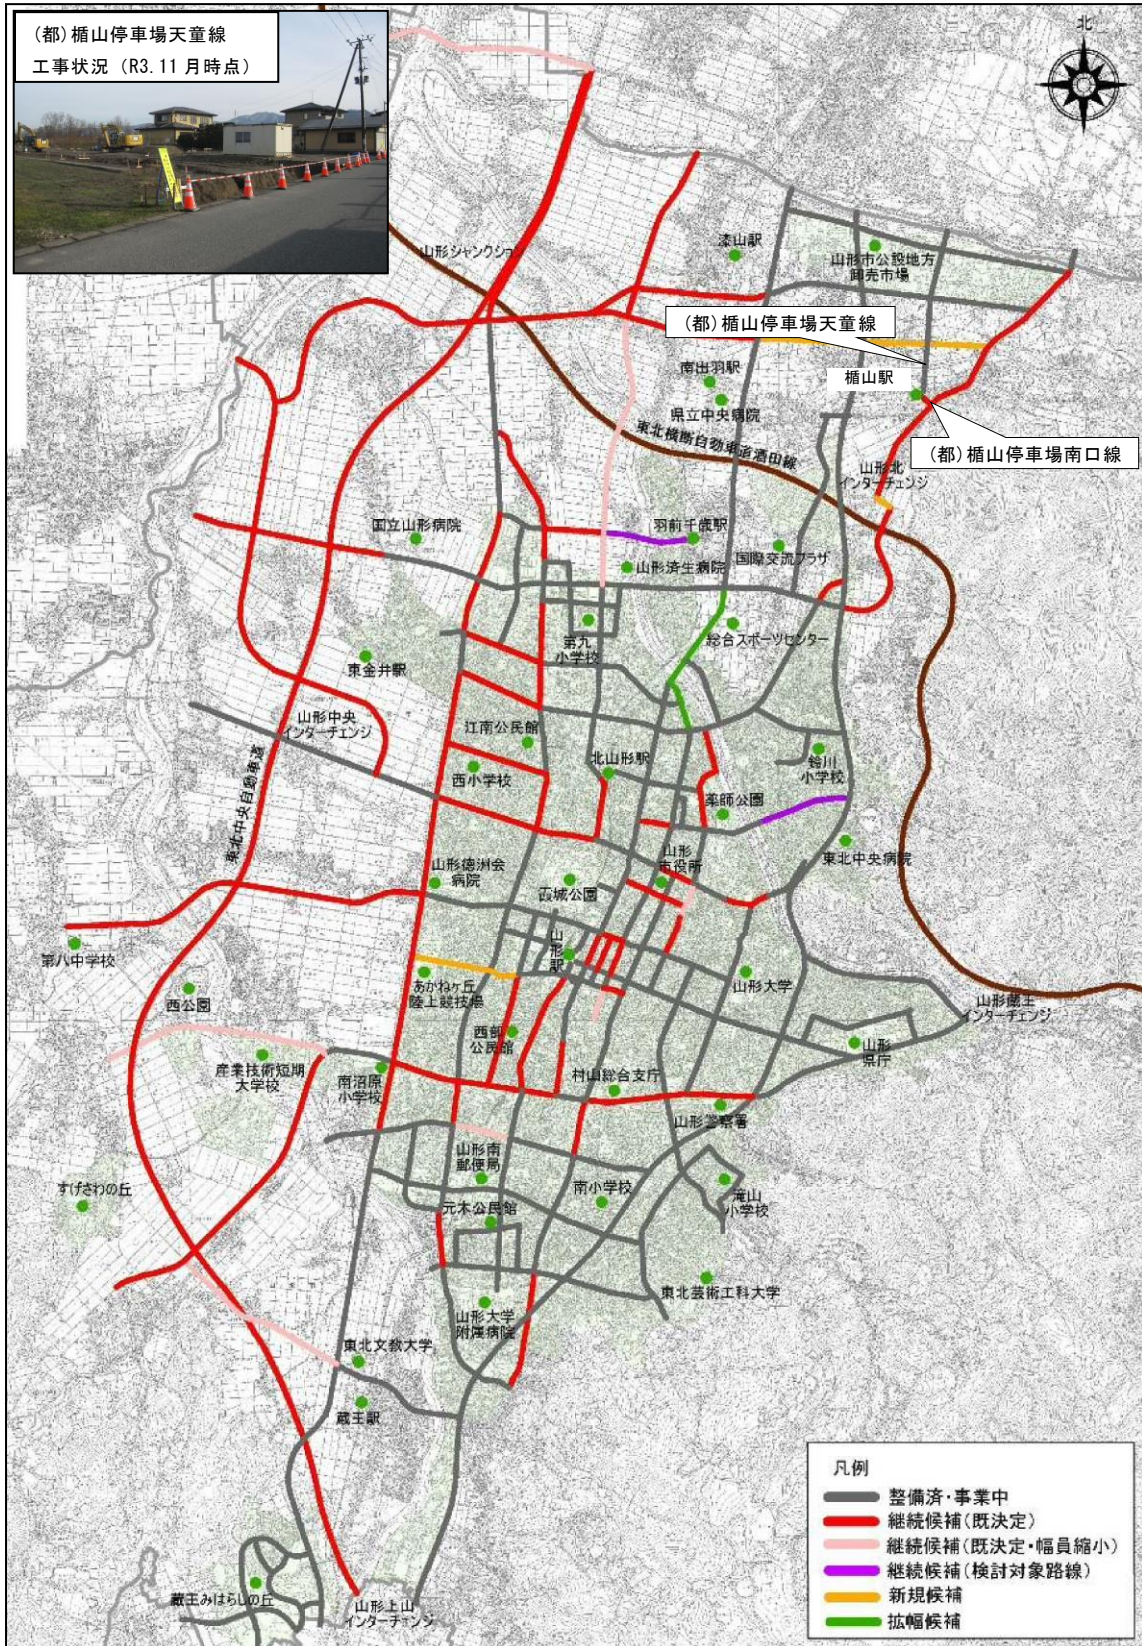 (都)楯山停車場天童線
工事状況（R3.11月時点）
北
山形ジャンクション
漆山駅
山形市公設地方
卸売市場
(都)楯山停車場天童線
南出羽駅
楯山駅
県立中央病院
東北横断自動車道酒田線
(都)楯山停車場南口線
山形北
インターチェンジ
国立山形病院
羽前千歳駅
国際交流プラザ
山形済生病院
第九
小学校
総合スポーツセンター
東金井駅
山形中央
インターチェンジ
江南公民館
鈴川
小学校
西小学校
北山形駅
東北中央自動車道
薬師公園
山形
市役所
東北中央病院
山形徳洲会
病院
霞城公園
山形駅
第八中学校
あかねヶ丘
陸上競技場
山形大学
西公園
山形蔵王
インターチェンジ
西部
公民館
山形
県庁
産業技術短期
大学校
南沼原
小学校
村山総合支庁
山形警察署
山形南
郵便局
すげさわの丘
南小学校
滝山
小学校
元木公民館
東北芸術工科大学
山形大学
附属病院
東北文教大学
蔵王駅
蔵王みはらしの丘
山形上山
インターチェンジ
凡例
整備済・事業中
継続候補(既決定)
継続候補(既決定・幅員縮小)
継続候補(検討対象路線)
新規候補
拡幅候補